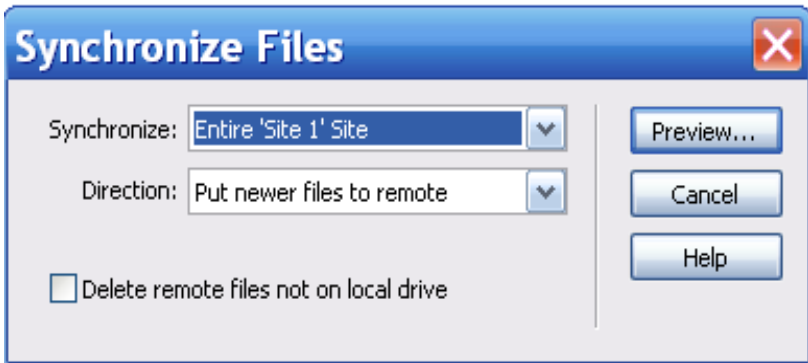 Synchronize Files
Synchronize: Entire 'Site 1' Site
Preview...
Direction: Put newer files to remote
Cancel
Help
Delete remote files not on local drive